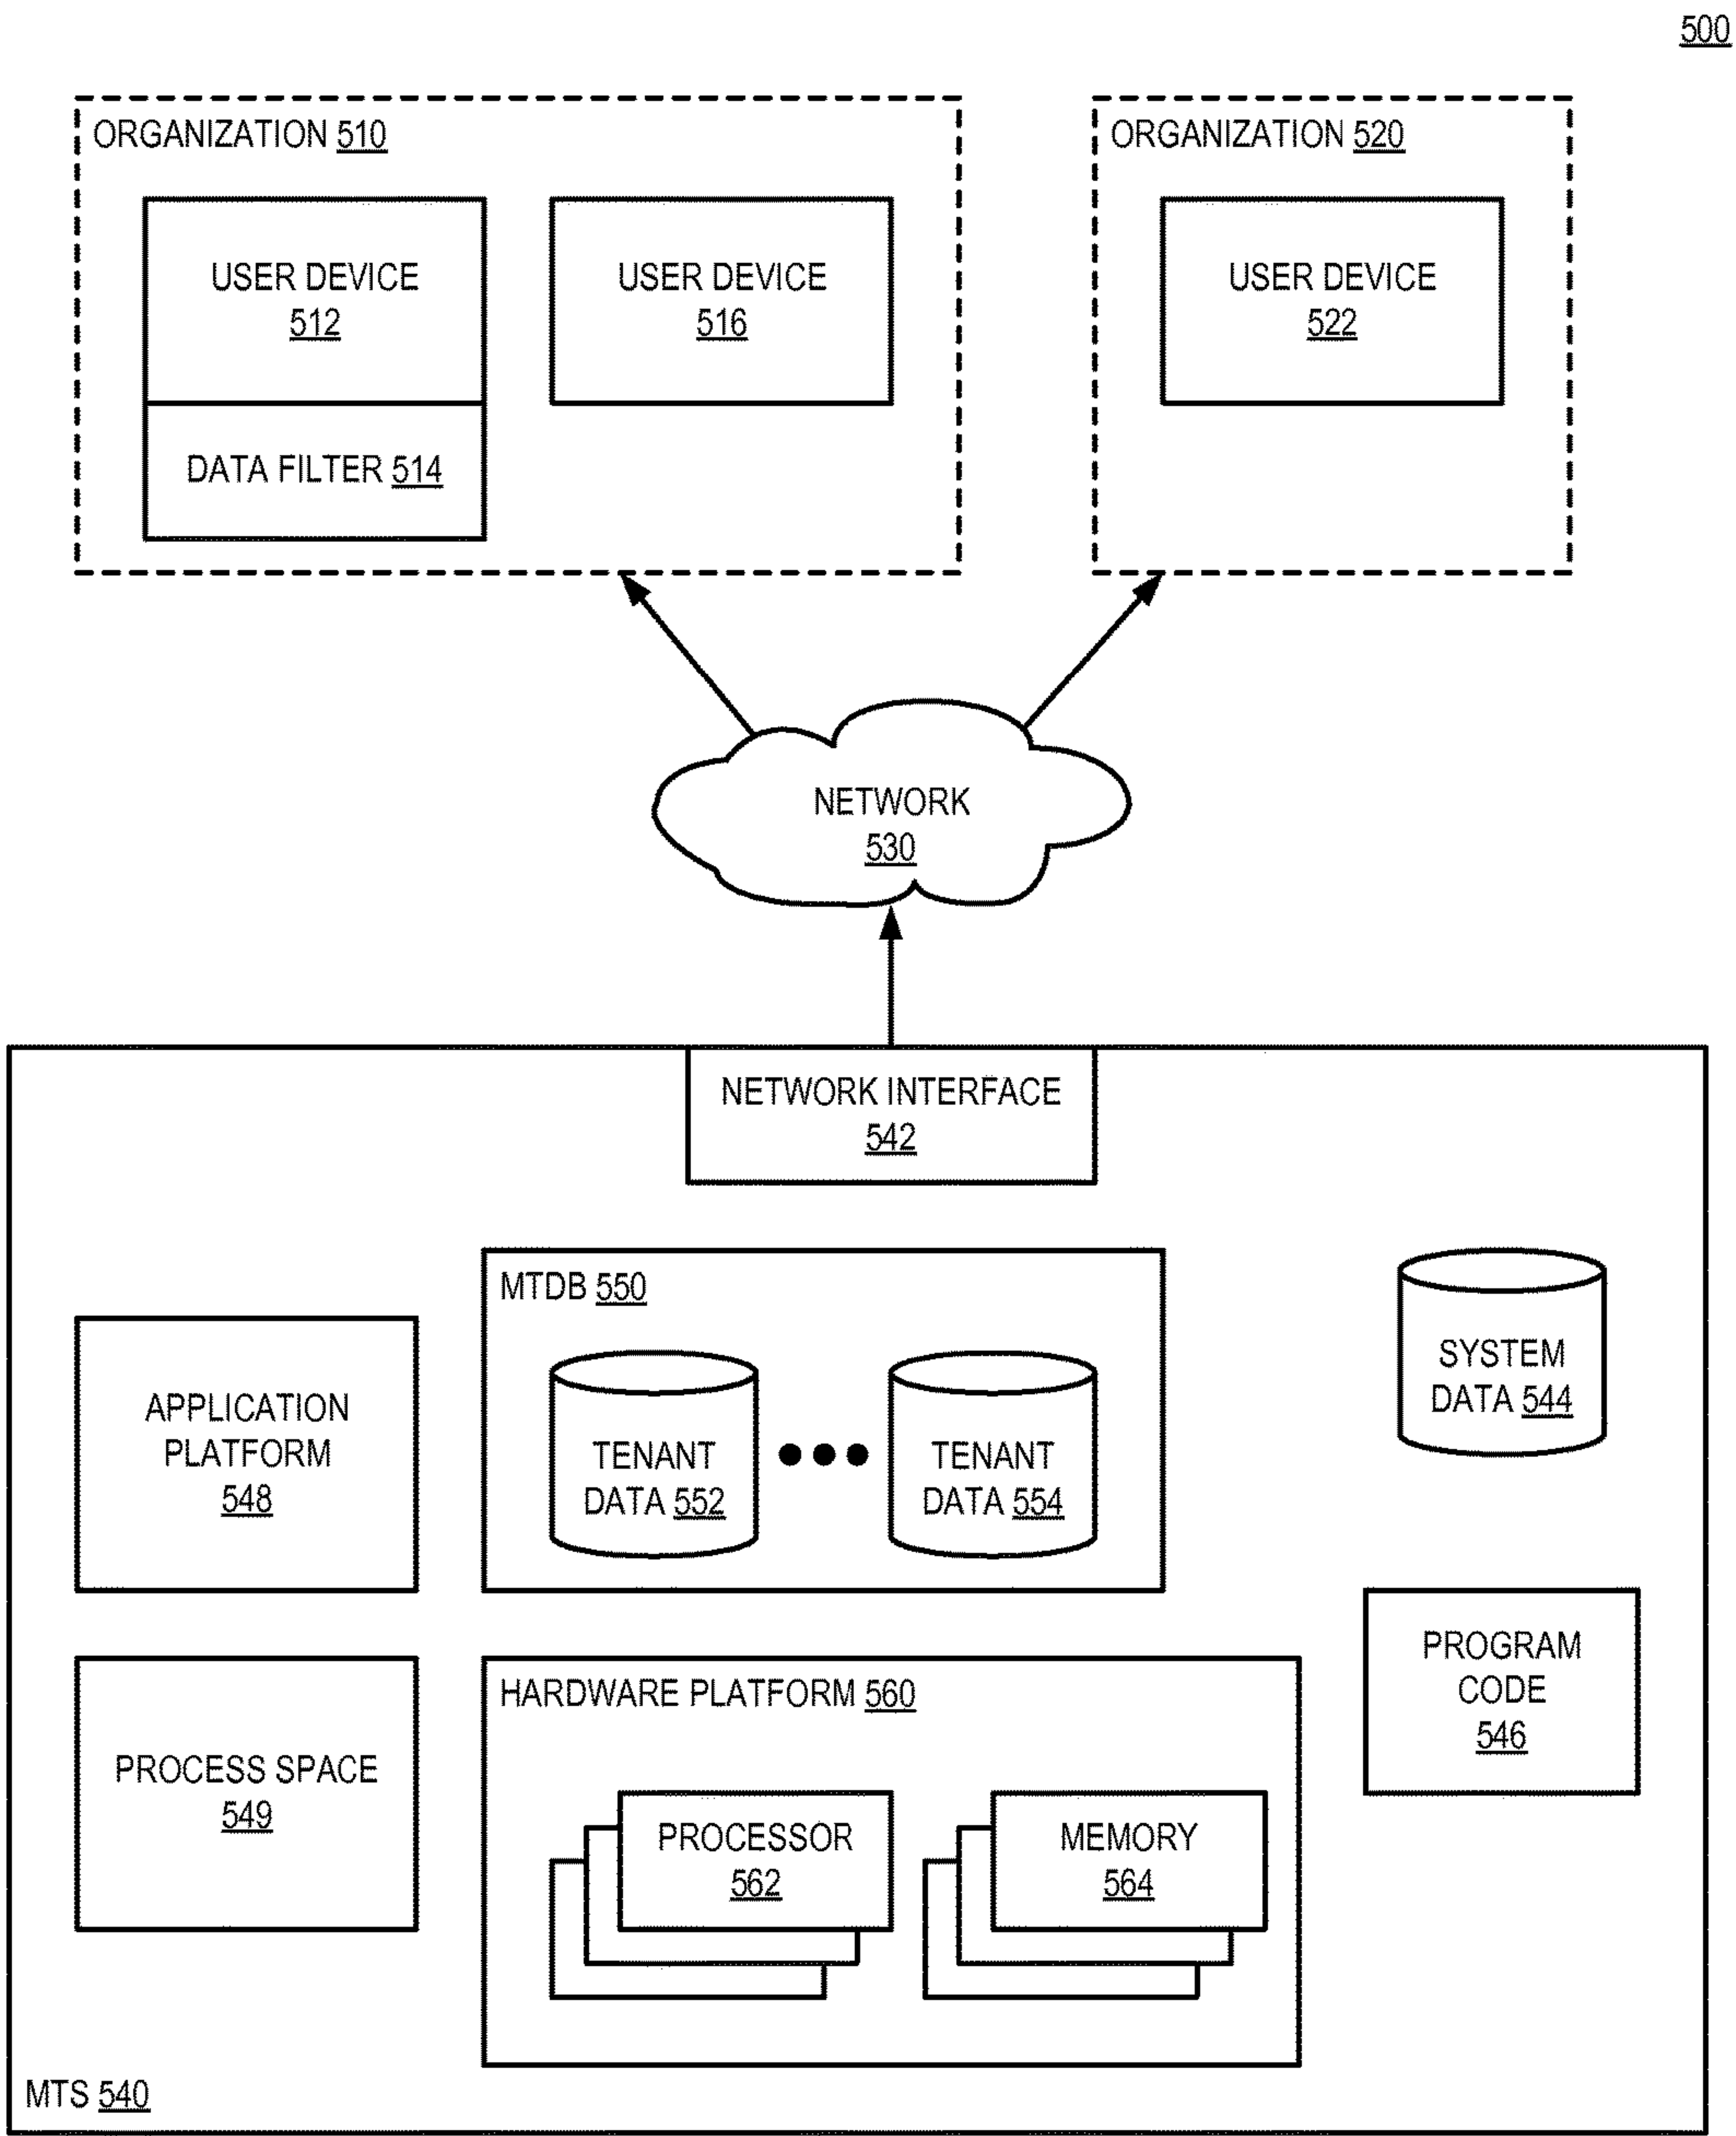 500
ORGANIZATION 510
USER DEVICE
512
DATA FILTER 514
USER DEVICE
516
ORGANIZATION 520
USER DEVICE
522
NETWORK
530
NETWORK INTERFACE
542
MTDB 550
TENANT
DATA 552
TENANT
DATA 554
SYSTEM
DATA 544
APPLICATION
PLATFORM
548
PROCESS SPACE
549
HARDWARE PLATFORM 560
PROCESSOR
562
MEMORY
564
PROGRAM
CODE
546
MTS 540